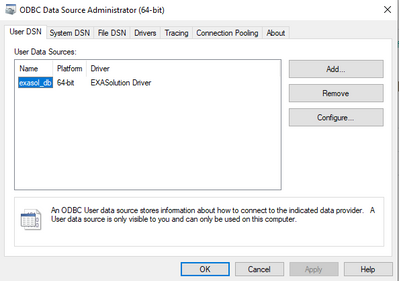 ODBC Data Source Administrator (64-bit)
User DSN System DSN File DSN Drivers Tracing Connection Pooling About
User Data Sources:
Name Platform Driver
exasol_db 64-bit EXASolution Driver
Add...
Remove
Configure...
An ODBC User data source stores information about how to connect to the indicated data provider. A
User data source is only visible to you and can only be used on this computer.
OK Cancel Apply Help